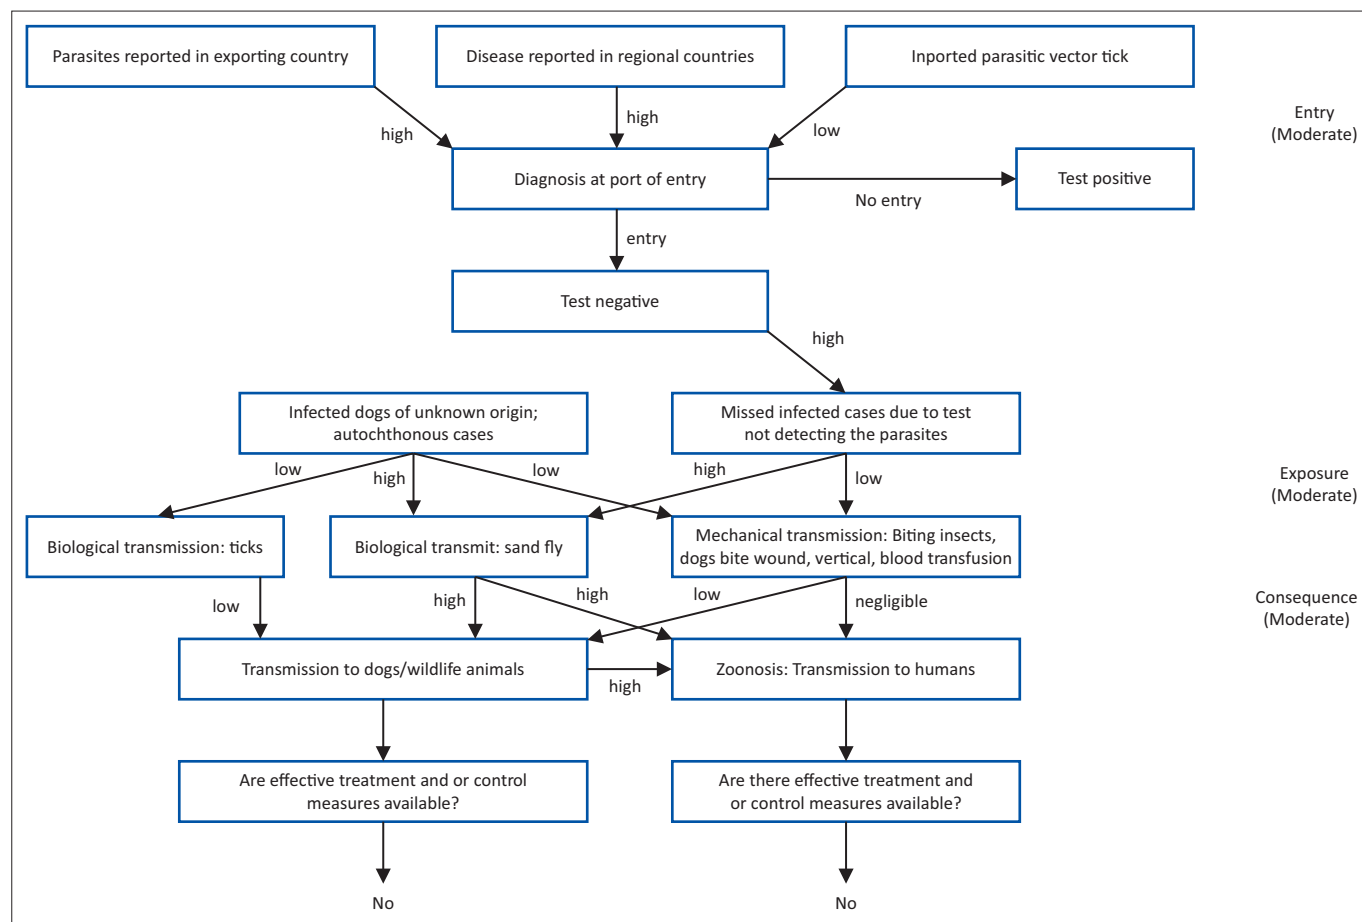 Parasites reported in exporting country
Disease reported in regional countries
Inported parasitic vector tick
high
high
low
Entry
(Moderate)
Diagnosis at port of entry
No entry
Test positive
entry
Test negative
high
Infected dogs of unknown origin;
autochthonous cases
Missed infected cases due to test
not detecting the parasites
low
high
low
high
low
Exposure
(Moderate)
Biological transmission: ticks
Biological transmit: sand fly
Mechanical transmission: Biting insects,
dogs bite wound, vertical, blood transfusion
low
high
high
low
negligible
Consequence
(Moderate)
Transmission to dogs/wildlife animals
high
Zoonosis: Transmission to humans
Are effective treatment and or control
measures available?
Are there effective treatment and
or control measures available?
No
No